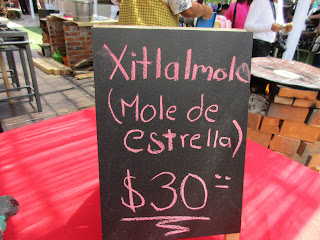 Xitlalmole
(Mole de
estrella)
$30=